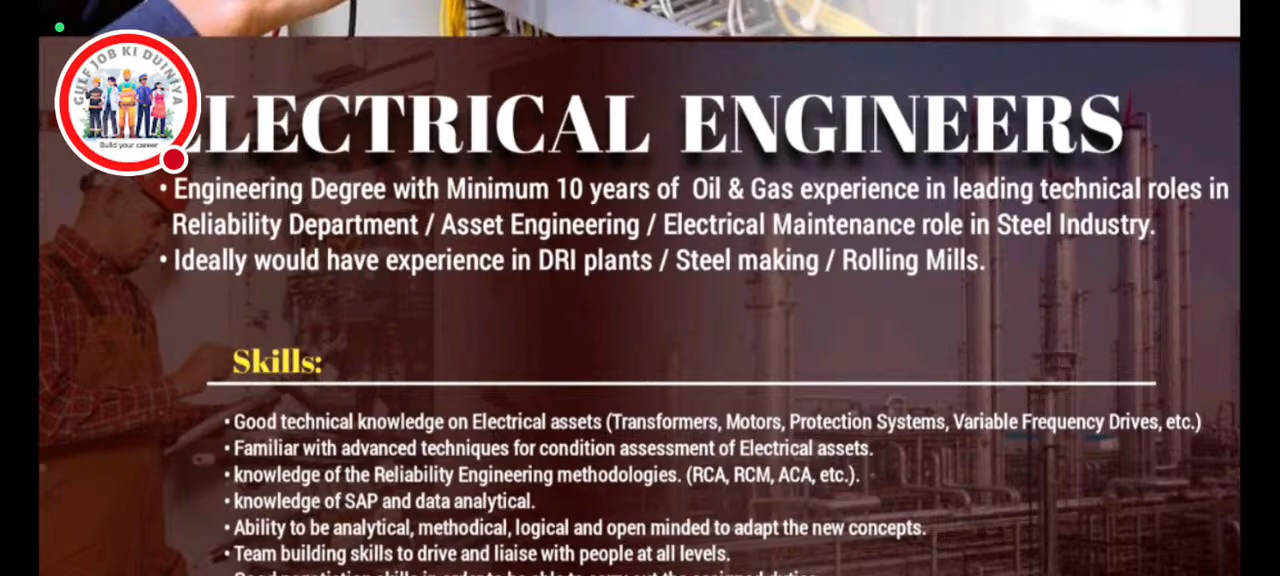 GULF JOB KI DUINIYA
Build your career
ELECTRICAL ENGINEERS
• Engineering Degree with Minimum 10 years of Oil & Gas experience in leading technical roles in
Reliability Department / Asset Engineering / Electrical Maintenance role in Steel Industry.
• Ideally would have experience in DRI plants / Steel making / Rolling Mills.
Skills:
• Good technical knowledge on Electrical assets (Transformers, Motors, Protection Systems, Variable Frequency Drives, etc.)
• Familiar with advanced techniques for condition assessment of Electrical assets.
• knowledge of the Reliability Engineering methodologies. (RCA, RCM, ACA, etc.).
• knowledge of SAP and data analytical.
• Ability to be analytical, methodical, logical and open minded to adapt the new concepts.
• Team building skills to drive and liaise with people at all levels.